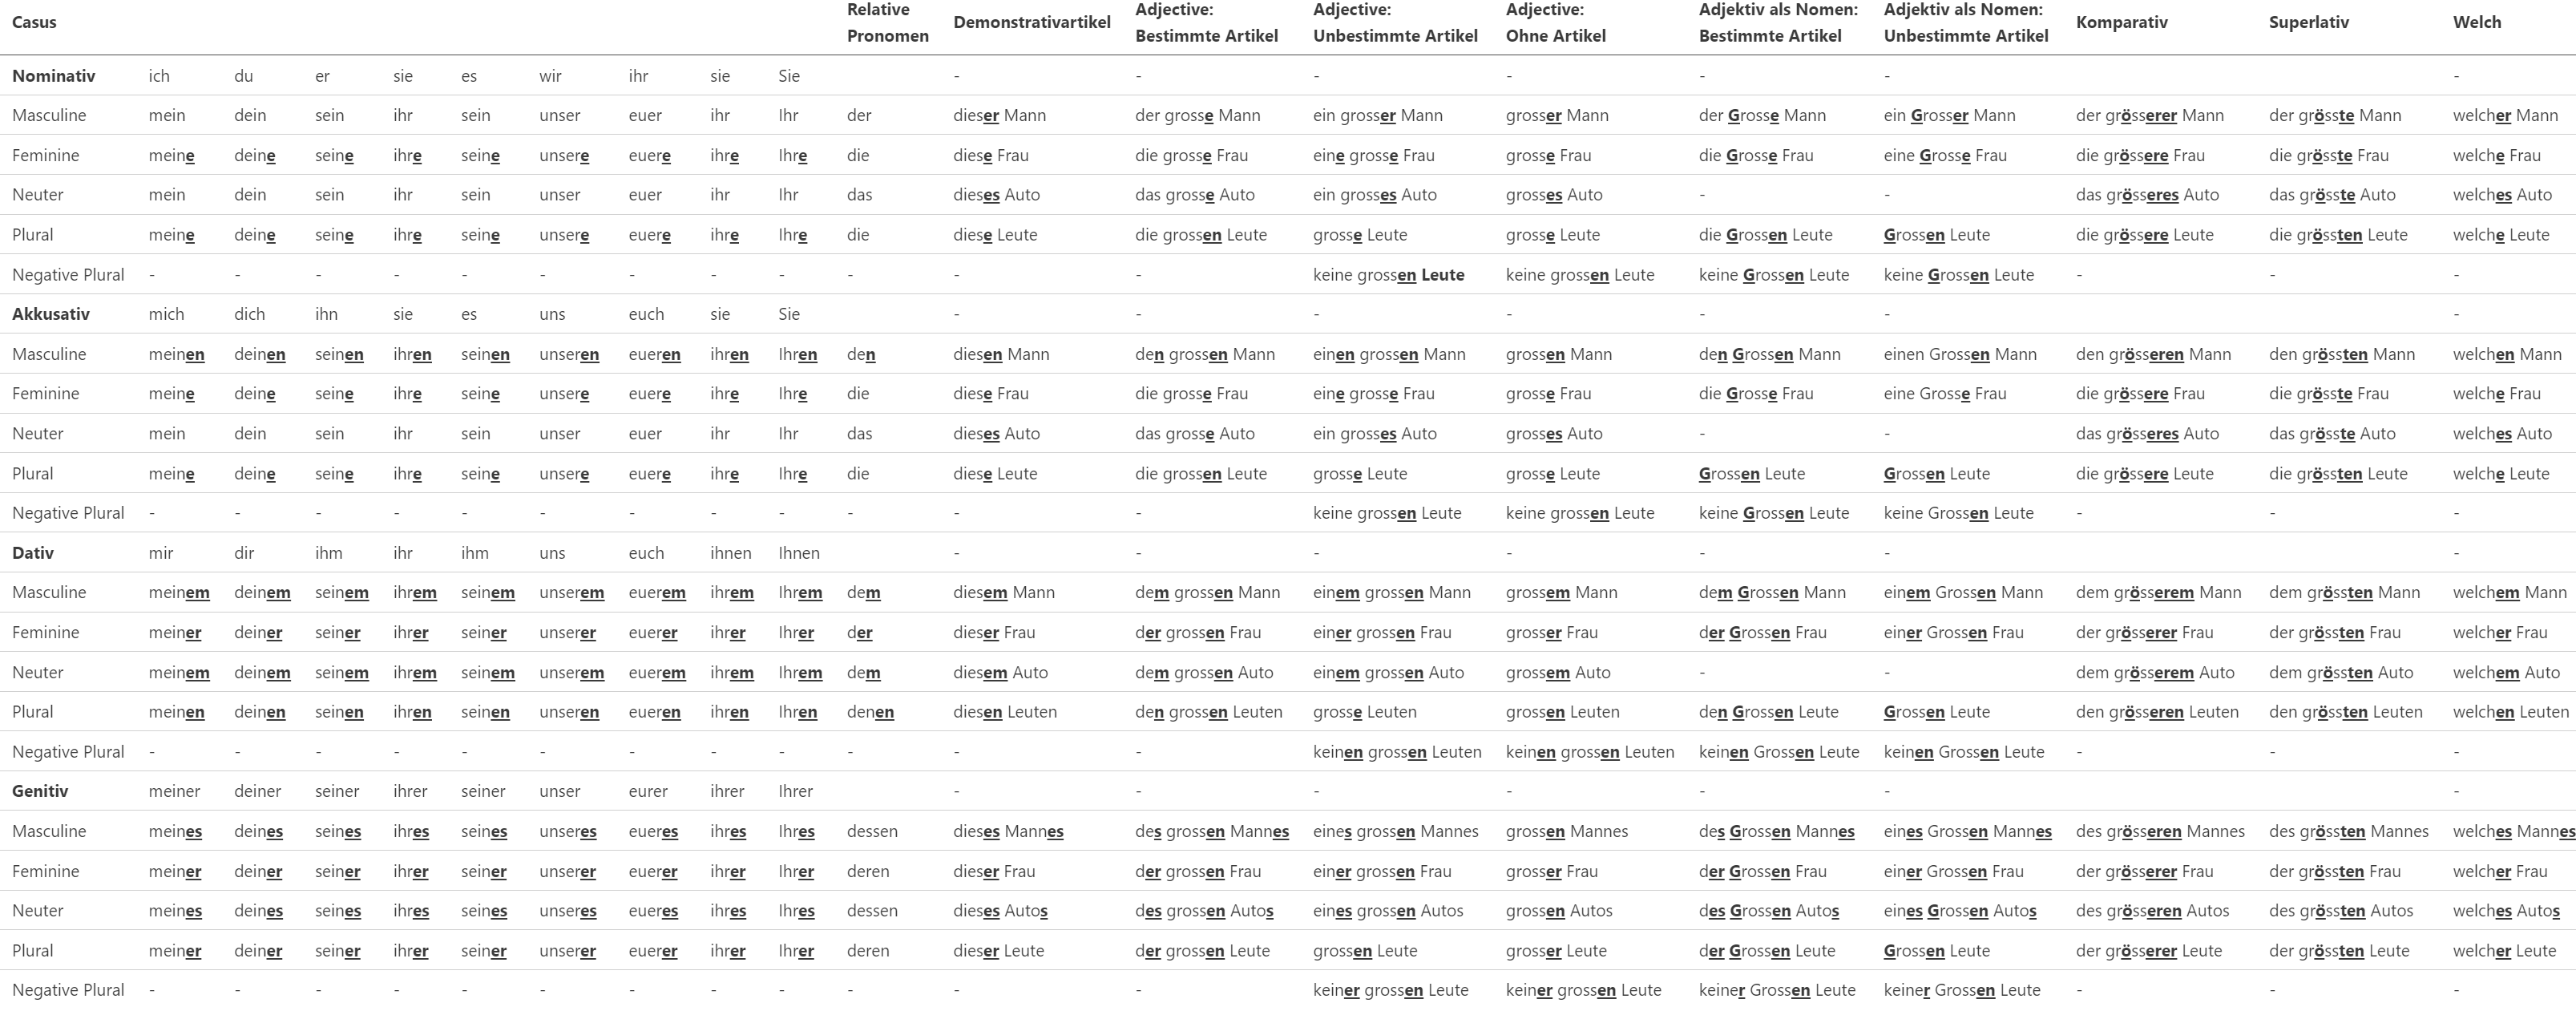 Casus Relative Pronomen Demonstrativartikel Adjective: Bestimmte Artikel Adjective: Unbestimmte Artikel Adjective: Ohne Artikel Adjektiv als Nomen: Bestimmte Artikel Adjektiv als Nomen: Unbestimmte Artikel Komparativ Superlativ Welch
Nominativ ich du er sie es wir ihr sie Sie - - - - - - -
Masculine mein dein sein ihr sein unser euer ihr Ihr der dieser Mann der grosse Mann ein grosser Mann grosser Mann der Grosse Mann ein Grosser Mann der grösserer Mann der grösste Mann welcher Mann
Feminine meine deine seine ihre seine unsere euere ihre Ihre die diese Frau die grosse Frau eine grosse Frau grosse Frau die Grosse Frau eine Grosse Frau die grössere Frau die grösste Frau welche Frau
Neuter mein dein sein ihr sein unser euer ihr Ihr das dieses Auto das grosse Auto ein grosses Auto grosses Auto - - das grösseres Auto das grösste Auto welches Auto
Plural meine deine seine ihre seine unsere euere ihre Ihre die diese Leute die grossen Leute grosse Leute grosse Leute die Grossen Leute Grossen Leute die grössere Leute die grössten Leute welche Leute
Negative Plural - - - - - - - - - - - - keine grossen Leute keine grossen Leute keine Grossen Leute keine Grossen Leute - - -
Akkusativ mich dich ihn sie es uns euch sie Sie - - - - - - -
Masculine meinen deinen seinen ihren seinen unseren eueren ihren Ihren den diesen Mann den grossen Mann einen grossen Mann grossen Mann den Grossen Mann einen Grossen Mann den grösseren Mann den grössten Mann welchen Mann
Feminine meine deine seine ihre seine unsere euere ihre Ihre die diese Frau die grosse Frau eine grosse Frau grosse Frau die Grosse Frau eine Grosse Frau die grössere Frau die grösste Frau welche Frau
Neuter mein dein sein ihr sein unser euer ihr Ihr das dieses Auto das grosse Auto ein grosses Auto grosses Auto - - das grösseres Auto das grösste Auto welches Auto
Plural meine deine seine ihre seine unsere euere ihre Ihre die diese Leute die grossen Leute grosse Leute grosse Leute Grossen Leute Grossen Leute die grössere Leute die grössten Leute welche Leute
Negative Plural - - - - - - - - - - - - keine grossen Leute keine grossen Leute keine Grossen Leute keine Grossen Leute - - -
Dativ mir dir ihm ihr ihm uns euch ihnen Ihnen - - - - - - -
Masculine meinem deinem seinem ihrem seinem unserem euerem ihrem Ihrem dem diesem Mann dem grossen Mann einem grossen Mann grossem Mann dem Grossen Mann einem Grossen Mann dem grösserem Mann dem grössten Mann welchem Mann
Feminine meiner deiner seiner ihrer seiner unserer euerer ihrer Ihrer der dieser Frau der grossen Frau einer grossen Frau grosser Frau der Grossen Frau einer Grossen Frau der grösserer Frau der grössten Frau welcher Frau
Neuter meinem deinem seinem ihrem seinem unserem euerem ihrem Ihrem dem diesem Auto dem grossen Auto einem grossen Auto grossem Auto - - dem grösserem Auto dem grössten Auto welchem Auto
Plural meinen deinen seinen ihren seinen unseren eueren ihren Ihren denen diesen Leuten den grossen Leuten grosse Leuten grossen Leuten den Grossen Leute Grossen Leute den grösseren Leuten den grössten Leuten welchen Leuten
Negative Plural - - - - - - - - - - - - keinen grossen Leuten keinen grossen Leuten keinen Grossen Leute keinen Grossen Leute - - -
Genitiv meiner deiner seiner ihrer seiner unser eurer ihrer Ihrer - - - - - - -
Masculine meines deines seines ihres seines unseres eueres ihres Ihres dessen dieses Mannes des grossen Mannes eines grossen Mannes grossen Mannes des Grossen Mannes eines Grossen Mannes des grösseren Mannes des grössten Mannes welches Mannes
Feminine meiner deiner seiner ihrer seiner unserer euerer ihrer Ihrer deren dieser Frau der grossen Frau einer grossen Frau grosser Frau der Grossen Frau einer Grossen Frau der grösserer Frau der grössten Frau welcher Frau
Neuter meines deines seines ihres seines unseres eueres ihres Ihres dessen dieses Autos des grossen Autos eines grossen Autos grossen Autos des Grossen Autos eines Grossen Autos des grösseren Autos des grössten Autos welches Autos
Plural meiner deiner seiner ihrer seiner unserer euerer ihrer Ihrer deren dieser Leute der grossen Leute grossen Leute grosser Leute der Grossen Leute Grossen Leute der grösserer Leute der grössten Leute welcher Leute
Negative Plural - - - - - - - - - - - - keiner grossen Leute keiner grossen Leute keiner Grossen Leute keiner Grossen Leute - - -